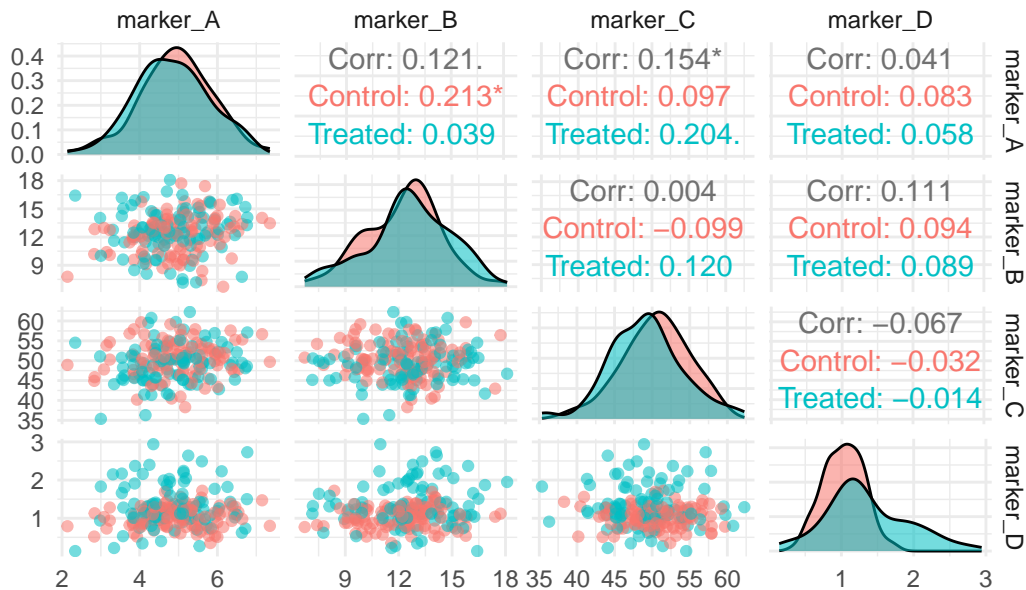 marker_A
marker_B
marker_C
marker_D
0.4
0.3
0.2
0.1
0.0
Corr: 0.121.
Control: 0.213*
Treated: 0.039
Corr: 0.154*
Control: 0.097
Treated: 0.204.
Corr: 0.041
Control: 0.083
Treated: 0.058
marker_A
18
15
12
9
Corr: 0.004
Control: −0.099
Treated: 0.120
Corr: 0.111
Control: 0.094
Treated: 0.089
marker_B
60
55
50
45
40
35
Corr: −0.067
Control: −0.032
Treated: −0.014
marker_C
3
2
1
marker_D
2 4 6
9 12 15 18
35 40 45 50 55 60
1 2 3